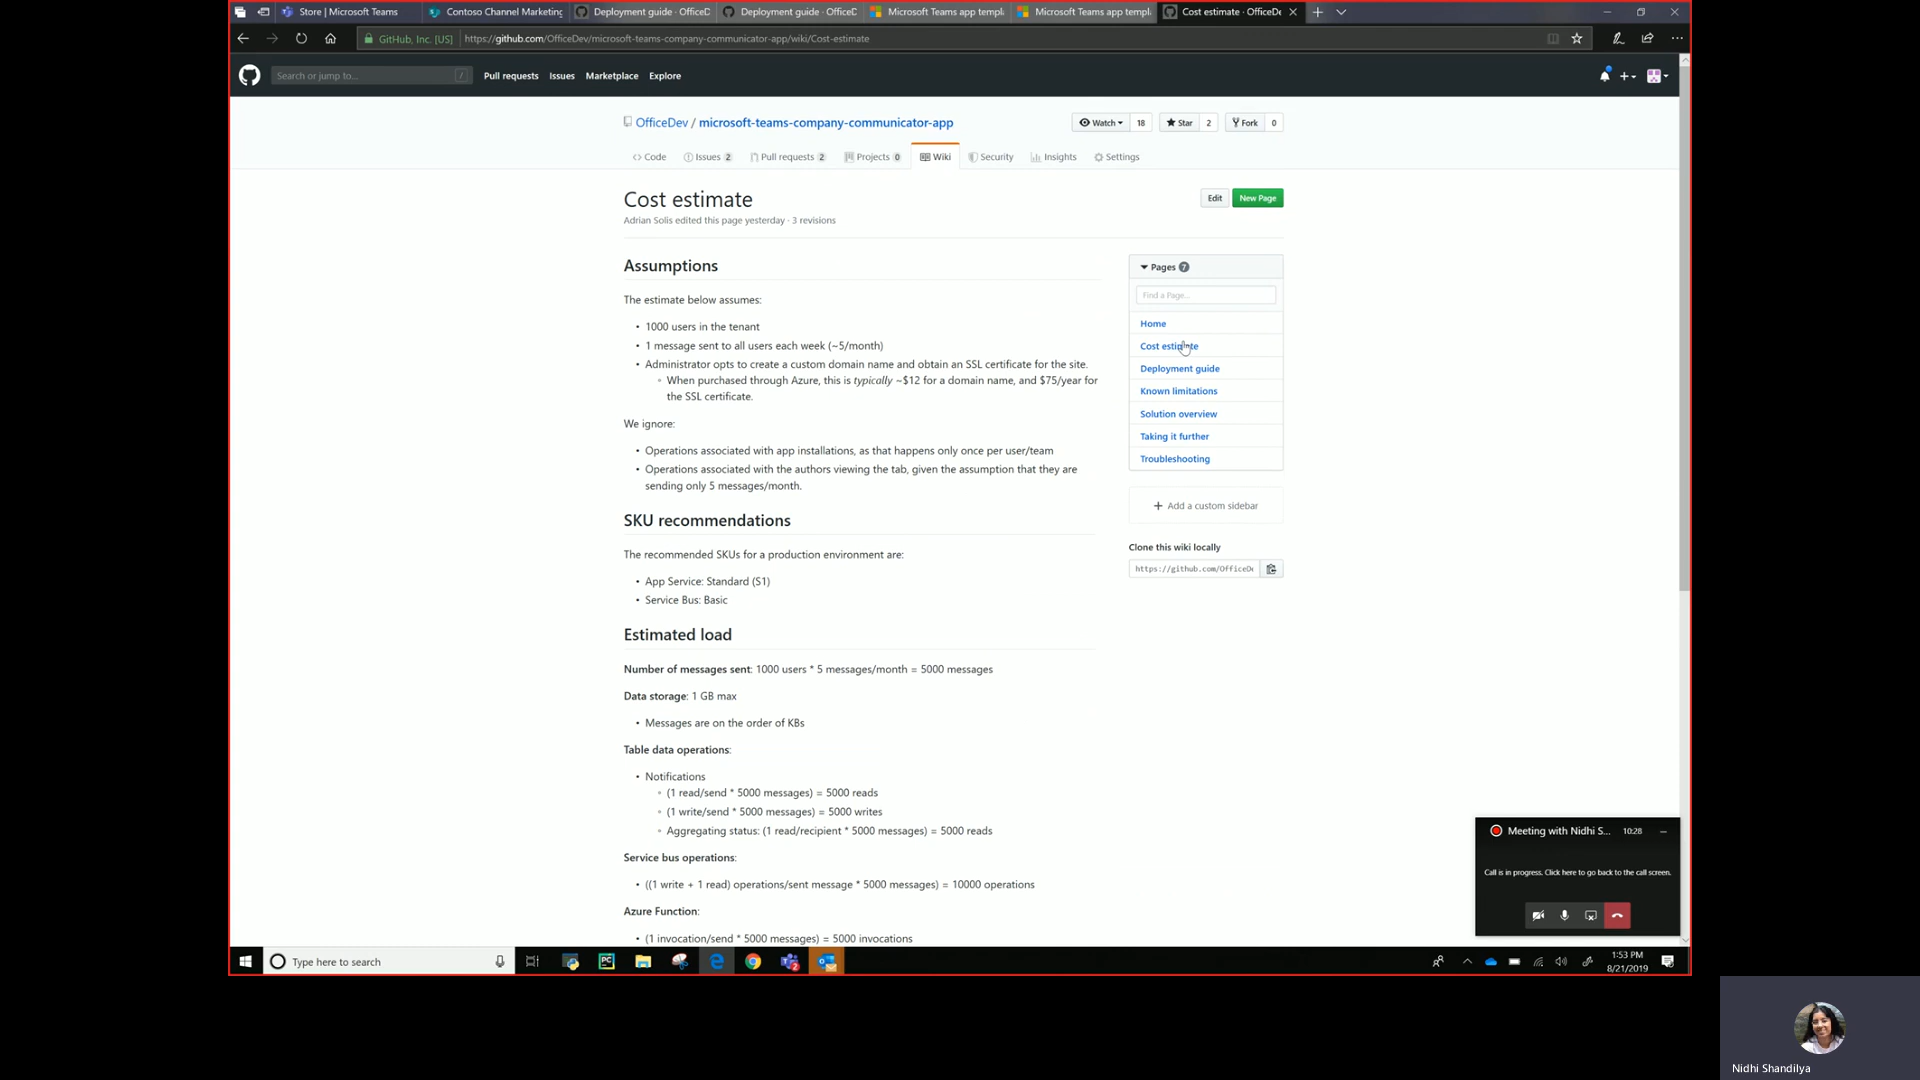 Store | Microsoft Teams
Contoso Channel Marketing
Deployment guide · OfficeD
Deployment guide · OfficeD
Microsoft Teams app templ
Microsoft Teams app templ
Cost estimate · OfficeDe
GitHub, Inc. [US]
https://github.com/OfficeDev/microsoft-teams-company-communicator-app/wiki/Cost-estimate
Search or jump to...
/
Pull requests
Issues
Marketplace
Explore
OfficeDev / microsoft-teams-company-communicator-app
Watch 18
Star 2
Fork 0
Code
Issues 2
Pull requests 2
Projects 0
Wiki
Security
Insights
Settings
Cost estimate
Edit
New Page
Adrian Solis edited this page yesterday · 3 revisions
Assumptions
The estimate below assumes:
• 1000 users in the tenant
• 1 message sent to all users each week (~5/month)
• Administrator opts to create a custom domain name and obtain an SSL certificate for the site.
◦ When purchased through Azure, this is typically ~$12 for a domain name, and $75/year for
the SSL certificate.
We ignore:
• Operations associated with app installations, as that happens only once per user/team
• Operations associated with the authors viewing the tab, given the assumption that they are
sending only 5 messages/month.
SKU recommendations
The recommended SKUs for a production environment are:
• App Service: Standard (S1)
• Service Bus: Basic
Estimated load
Number of messages sent: 1000 users * 5 messages/month = 5000 messages
Data storage: 1 GB max
• Messages are on the order of KBs
Table data operations:
• Notifications
◦ (1 read/send * 5000 messages) = 5000 reads
◦ (1 write/send * 5000 messages) = 5000 writes
◦ Aggregating status: (1 read/recipient * 5000 messages) = 5000 reads
Service bus operations:
• ((1 write + 1 read) operations/sent message * 5000 messages) = 10000 operations
Azure Function:
• (1 invocation/send * 5000 messages) = 5000 invocations
Pages 7
Find a Page...
Home
Cost estimate
Deployment guide
Known limitations
Solution overview
Taking it further
Troubleshooting
+ Add a custom sidebar
Clone this wiki locally
https://github.com/OfficeDe
Meeting with Nidhi S...
10:28
Call is in progress. Click here to go back to the call screen.
Type here to search
PC
1:53 PM
8/21/2019
Nidhi Shandilya